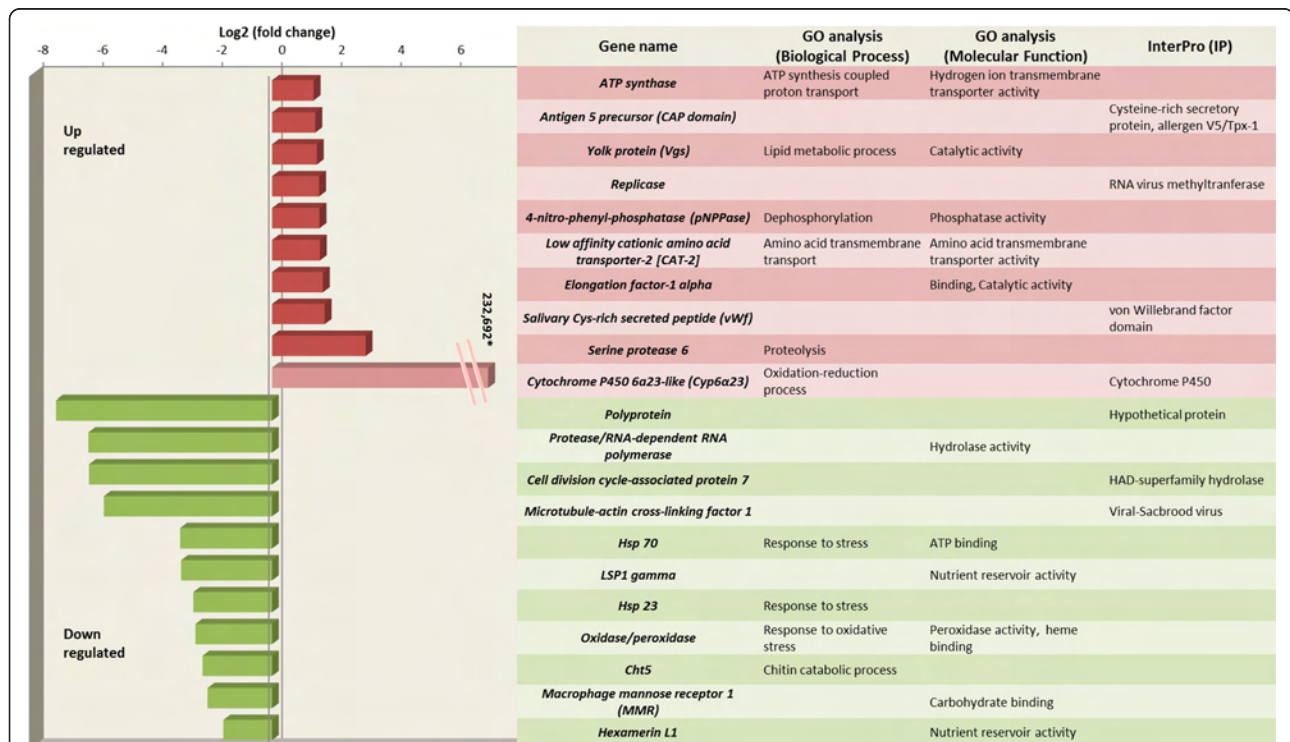 Log2 (fold change)
-8 -6 -4 -2 0 2 4 6
Up
regulated
232,692*
Down
regulated
Gene name
GO analysis
(Biological Process)
GO analysis
(Molecular Function)
InterPro (IP)
ATP synthase
ATP synthesis coupled
proton transport
Hydrogen ion transmembrane
transporter activity
Antigen 5 precursor (CAP domain)
Cysteine-rich secretory
protein, allergen V5/Tpx-1
Yolk protein (Vgs)
Lipid metabolic process
Catalytic activity
Replicase
RNA virus methyltranferase
4-nitro-phenyl-phosphatase (pNPPase)
Dephosphorylation
Phosphatase activity
Low affinity cationic amino acid
transporter-2 [CAT-2]
Amino acid transmembrane
transport
Amino acid transmembrane
transporter activity
Elongation factor-1 alpha
Binding, Catalytic activity
Salivary Cys-rich secreted peptide (vWf)
von Willebrand factor
domain
Serine protease 6
Proteolysis
Cytochrome P450 6a23-like (Cyp6α23)
Oxidation-reduction
process
Cytochrome P450
Polyprotein
Hypothetical protein
Protease/RNA-dependent RNA
polymerase
Hydrolase activity
Cell division cycle-associated protein 7
HAD-superfamily hydrolase
Microtubule-actin cross-linking factor 1
Viral-Sacbrood virus
Hsp 70
Response to stress
ATP binding
LSP1 gamma
Nutrient reservoir activity
Hsp 23
Response to stress
Oxidase/peroxidase
Response to oxidative
stress
Peroxidase activity, heme
binding
Cht5
Chitin catabolic process
Macrophage mannose receptor 1
(MMR)
Carbohydrate binding
Hexamerin L1
Nutrient reservoir activity